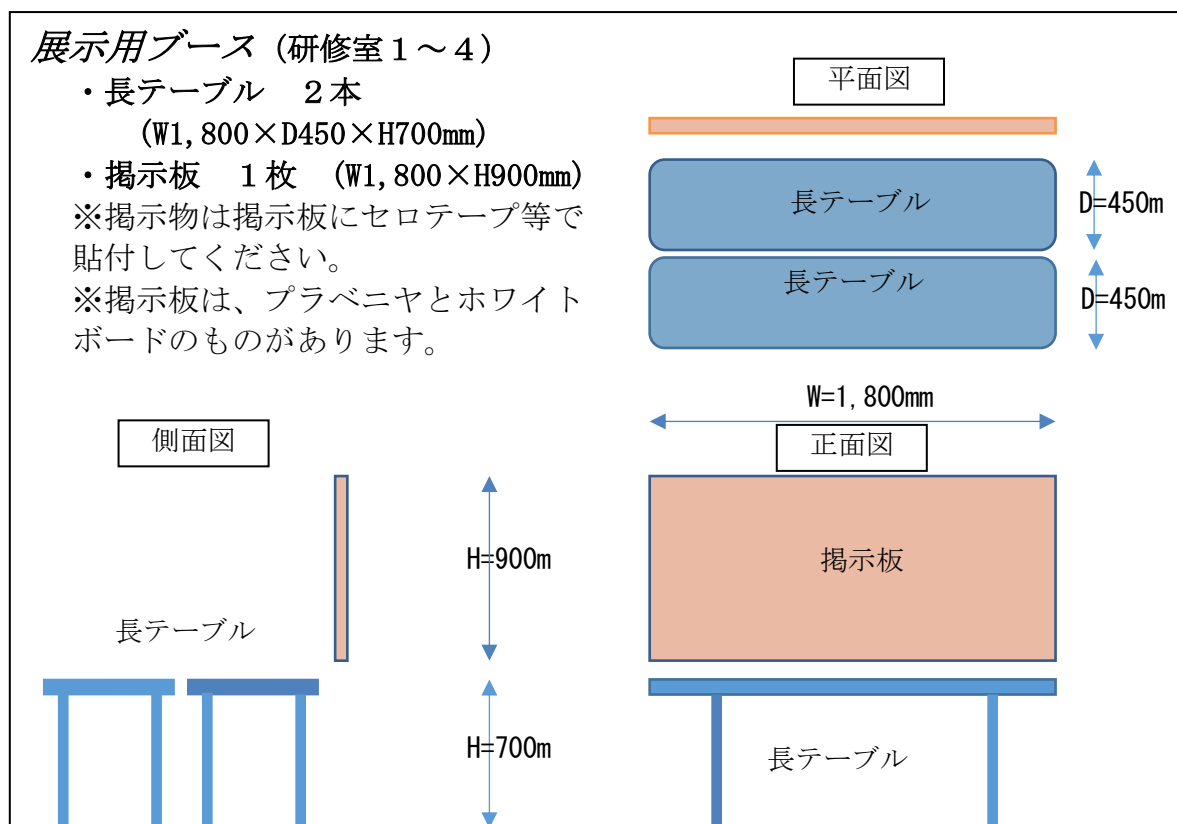 展示用ブース (研修室１～４)
・長テーブル　２本
(W1,800×D450×H700mm)
・掲示板　１枚　(W1,800×H900mm)
※掲示物は掲示板にセロテープ等で
貼付してください。
※掲示板は、プラベニヤとホワイト
ボードのものがあります。
平面図
長テーブル
D=450m
長テーブル
D=450m
W=1,800mm
側面図
正面図
H=900m
掲示板
長テーブル
H=700m
長テーブル